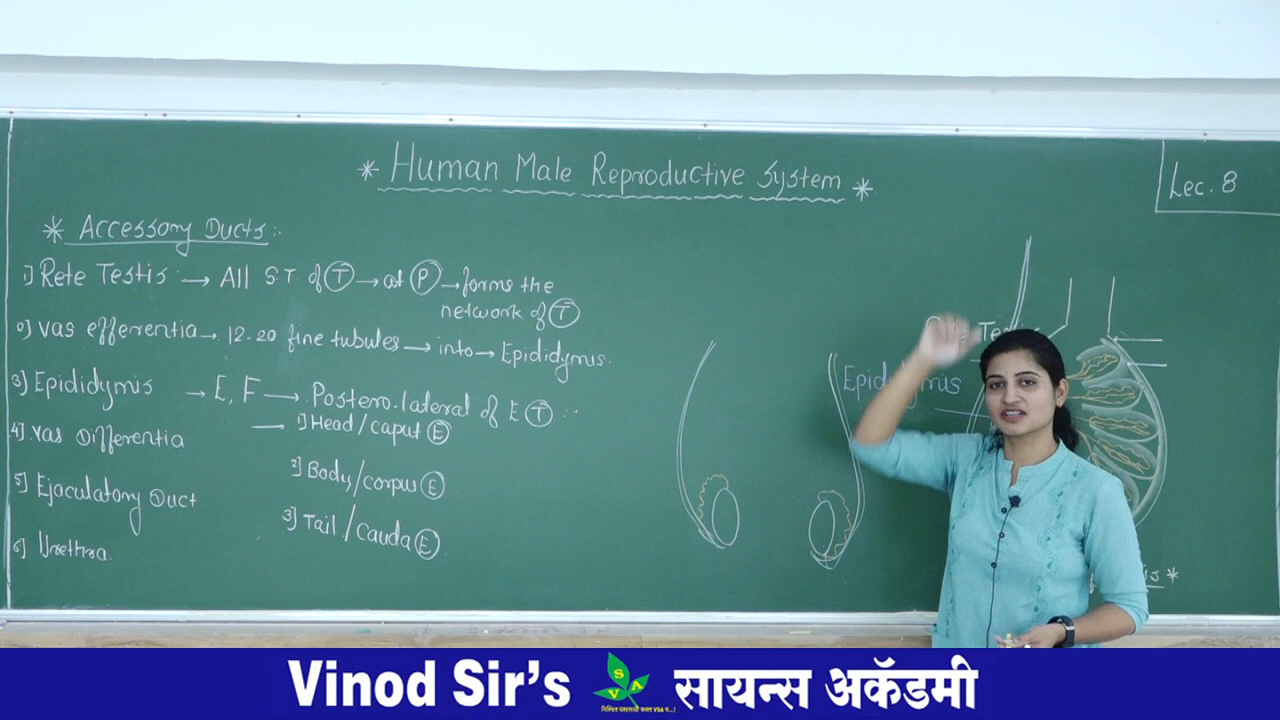 * Human Male Reproductive System *
Lec. 8
* Accessory Ducts:-
1] Rete Testis → All S.T. of (T) → at (P) → forms the
network of (T)
2] Vas efferentia → 12-20 fine tubules → into → Epididymis.
3] Epididymis → E, F → Postero-lateral of E (T)
→ 1] Head/caput (E)
4] Vas Differentia
2] Body/corpus (E)
5] Ejaculatory Duct
3] Tail/cauda (E)
6] Urethra.
Epididymis
Vinod Sir's SVA सायन्स अकॅडमी